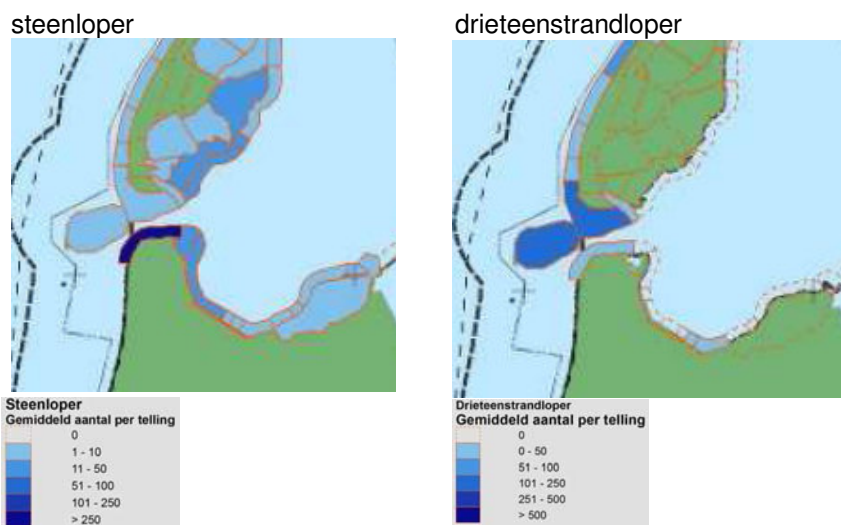 steenloper
drieteenstrandloper
Steenloper
Gemiddeld aantal per telling
0
1 - 10
11 - 50
51 - 100
101 - 250
> 250
Drieteenstrandloper
Gemiddeld aantal per telling
0
0 - 50
51 - 100
101 - 250
251 - 500
> 500